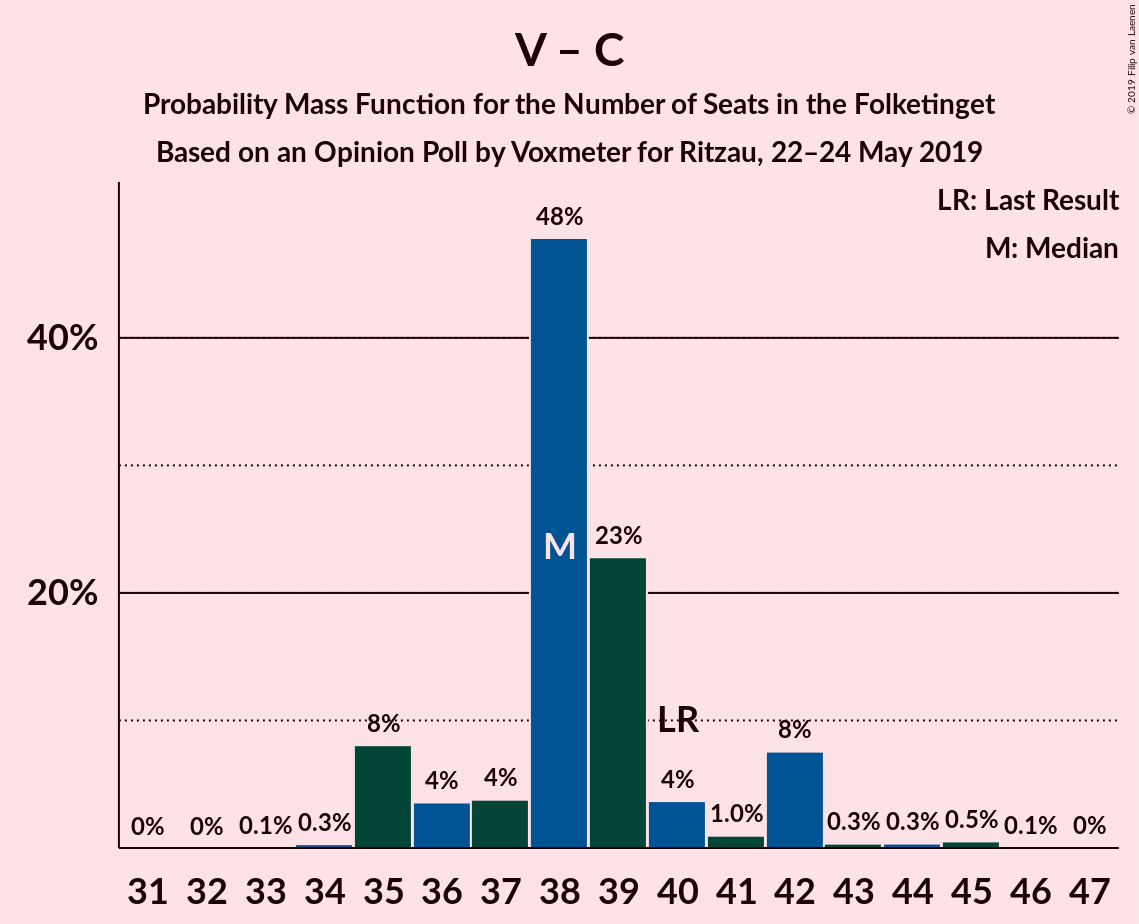 V – C
Probability Mass Function for the Number of Seats in the Folketinget
Based on an Opinion Poll by Voxmeter for Ritzau, 22–24 May 2019
© 2019 Filip van Laenen
LR: Last Result
M: Median
40%
20%
0%
0%
0.1%
0.3%
8%
4%
4%
48%
M
23%
LR
4%
1.0%
8%
0.3%
0.3%
0.5%
0.1%
0%
31 32 33 34 35 36 37 38 39 40 41 42 43 44 45 46 47